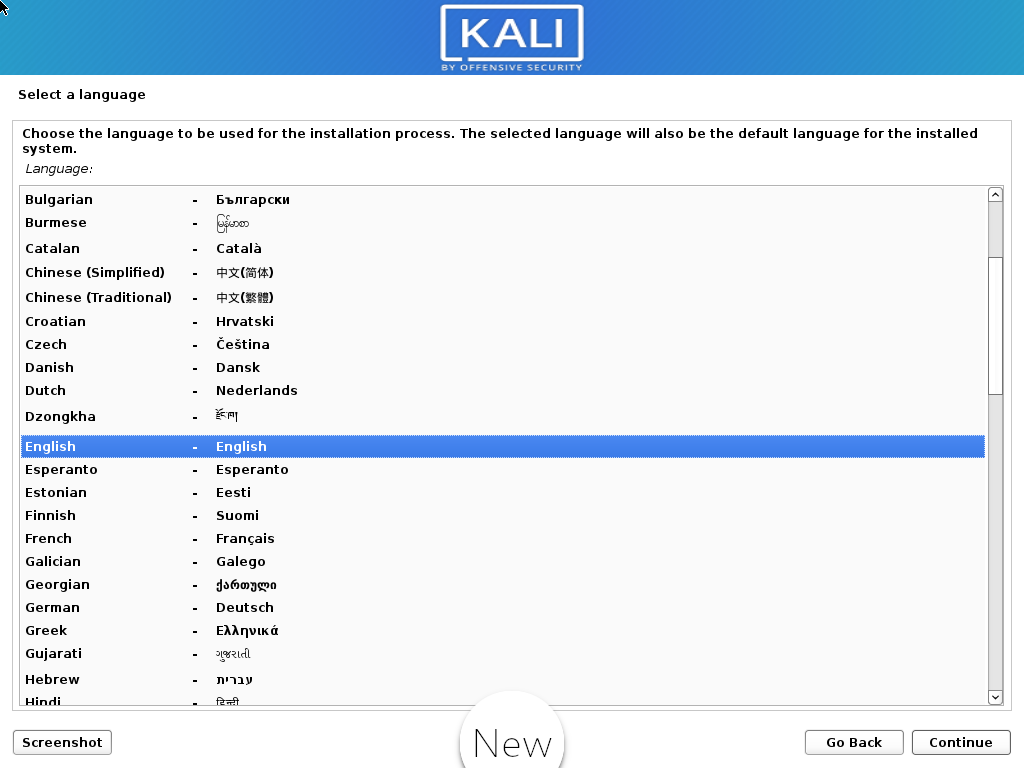 KALI
BY OFFENSIVE SECURITY
Select a language
Choose the language to be used for the installation process. The selected language will also be the default language for the installed
system.
Language:
Bulgarian - Български
Burmese - မြန်မာစာ
Catalan - Català
Chinese (Simplified) - 中文(简体)
Chinese (Traditional) - 中文(繁體)
Croatian - Hrvatski
Czech - Čeština
Danish - Dansk
Dutch - Nederlands
Dzongkha - རྫོང་ཁ།
English - English
Esperanto - Esperanto
Estonian - Eesti
Finnish - Suomi
French - Français
Galician - Galego
Georgian - ქართული
German - Deutsch
Greek - Ελληνικά
Gujarati - ગુજરાતી
Hebrew - עברית
Hindi - हिन्दी
Screenshot New Go Back Continue